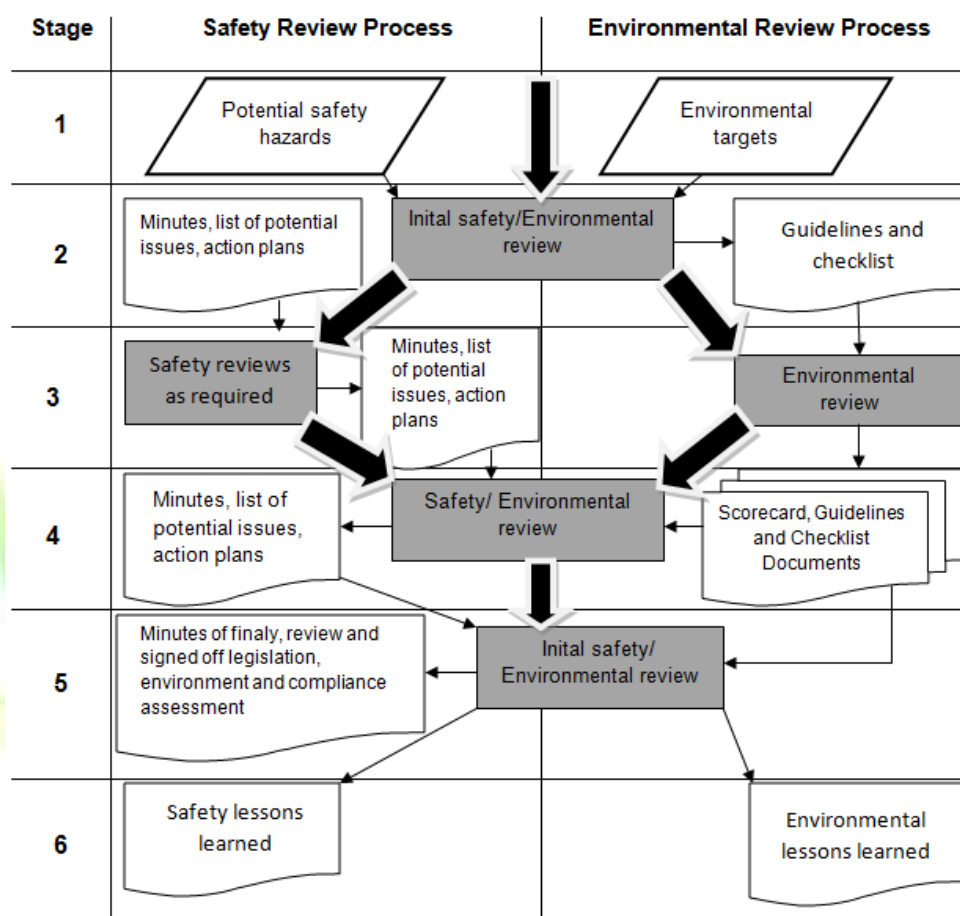 Stage
Safety Review Process
Environmental Review Process
1
Potential safety
hazards
Environmental
targets
2
Minutes, list of potential
issues, action plans
Inital safety/Environmental
review
Guidelines and
checklist
3
Safety reviews
as required
Minutes, list
of potential
issues, action
plans
Environmental
review
4
Minutes, list of
potential issues,
action plans
Safety/ Environmental
review
Scorecard, Guidelines
and Checklist
Documents
5
Minutes of finaly, review and
signed off legislation,
environment and compliance
assessment
Inital safety/
Environmental review
6
Safety lessons
learned
Environmental
lessons learned